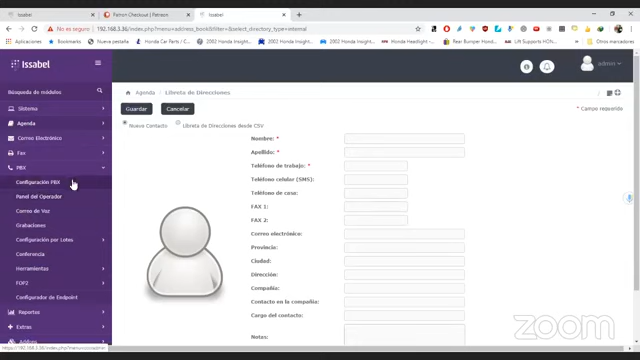 Issabel
Patron Checkout | Patreon
Issabel
No es seguro | 192.168.3.36/index.php?menu=address_book&filter=&select_directory_type=internal
Aplicaciones
Bookmarks
Nueva pestaña
Honda Car Parts / C
2002 Honda Insight
2002 Honda Insight
2002 Honda Insight
Honda Headlight -
Rear Bumper Hond
Lift Supports HON
Otros marcadores
issabel
admin
Búsqueda de módulos
Sistema
Agenda
Correo Electrónico
Fax
PBX
Configuración PBX
Panel del Operador
Correo de Voz
Grabaciones
Configuración por Lotes
Conferencia
Herramientas
FOP2
Configurador de Endpoint
Reportes
Extras
Addons
Agenda
Libreta de Direcciones
Guardar
Cancelar
* Campo requerido
Nuevo Contacto
Libreta de Direcciones desde CSV
Nombre: *
Apellido: *
Teléfono de trabajo: *
Teléfono celular (SMS):
Teléfono de casa:
FAX 1:
FAX 2:
Correo electrónico:
Provincia:
Ciudad:
Dirección:
Compañía:
Contacto en la compañía:
Cargo del contacto:
Notas:
zoom